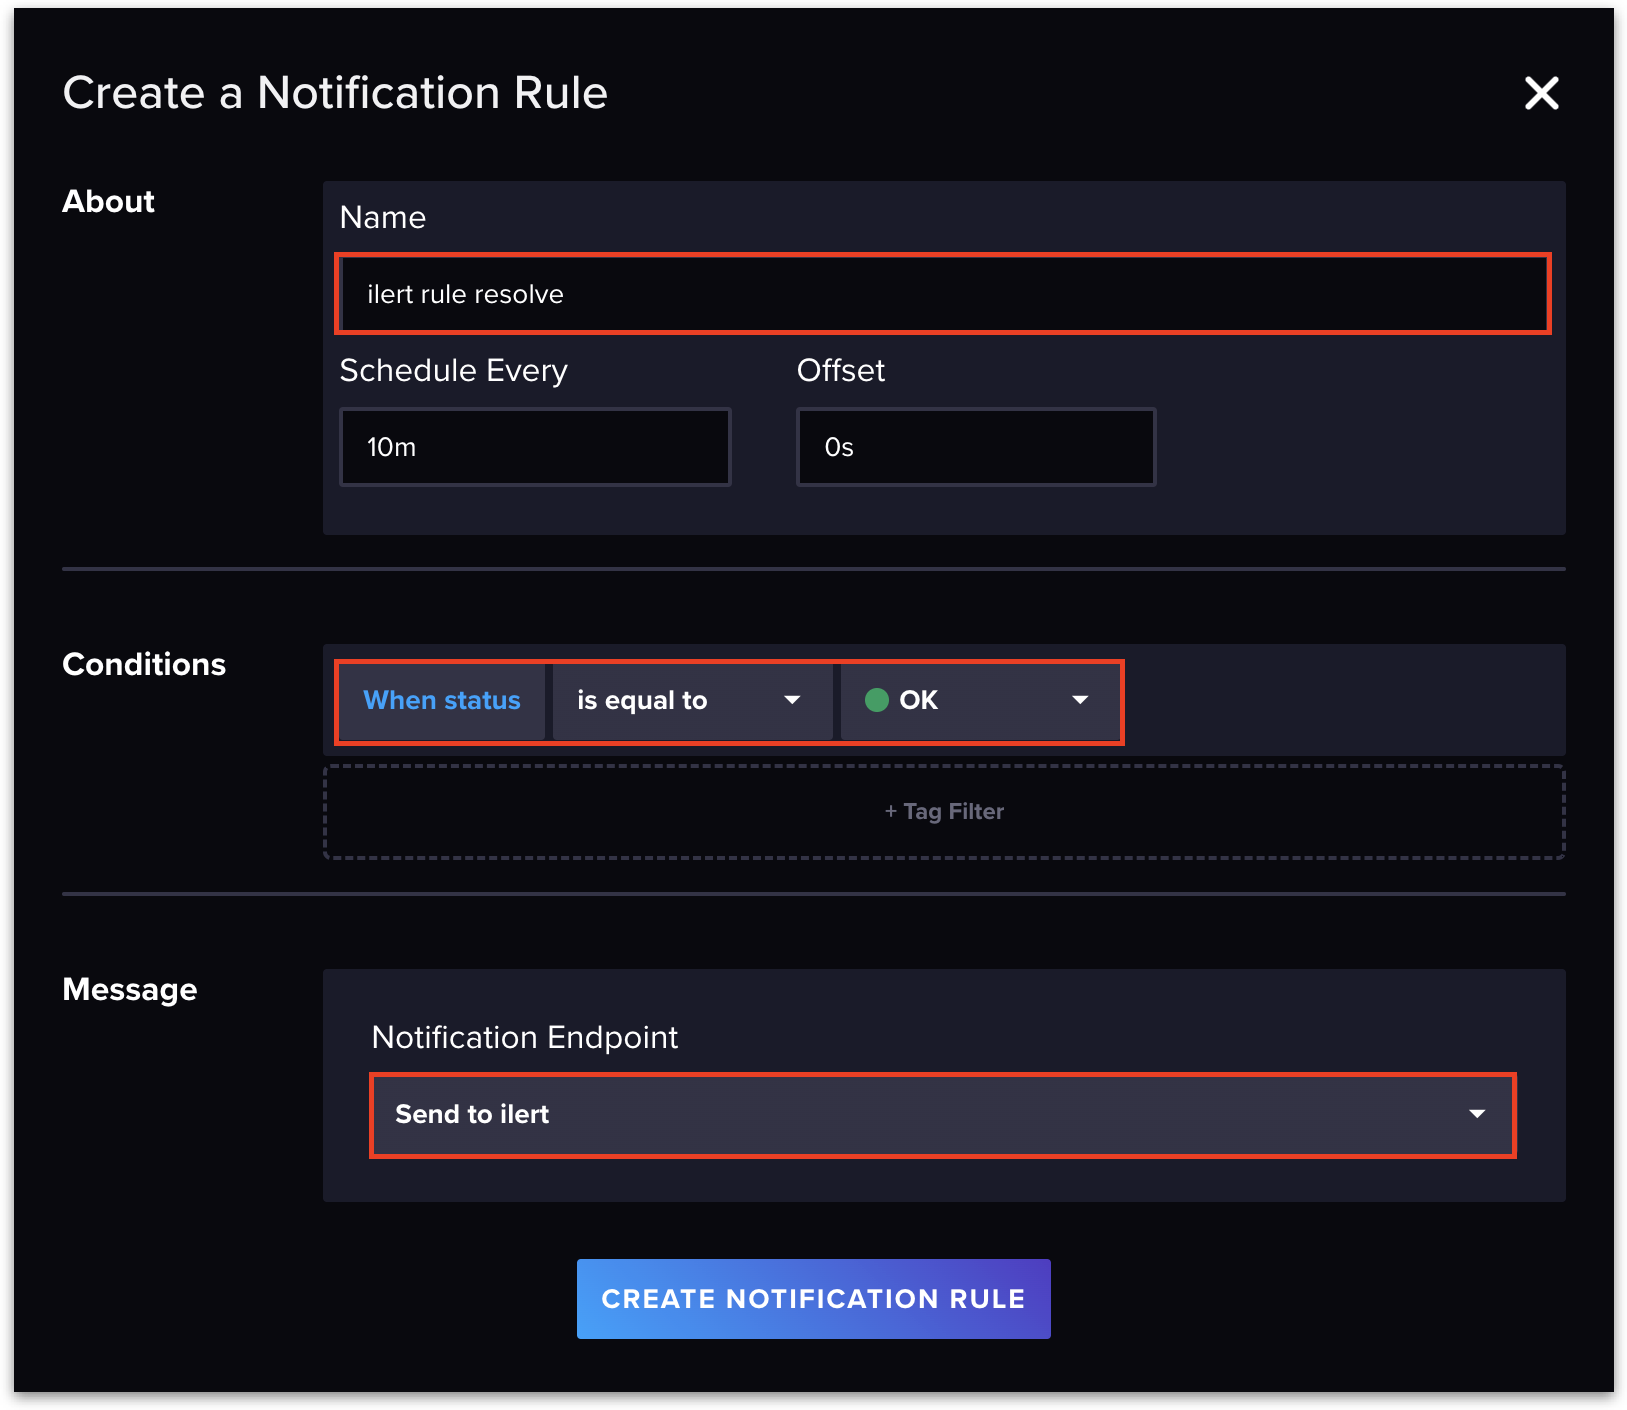 Create a Notification Rule
About
Name
ilert rule resolve
Schedule Every
Offset
10m
0s
Conditions
When status
is equal to
OK
+ Tag Filter
Message
Notification Endpoint
Send to ilert
CREATE NOTIFICATION RULE